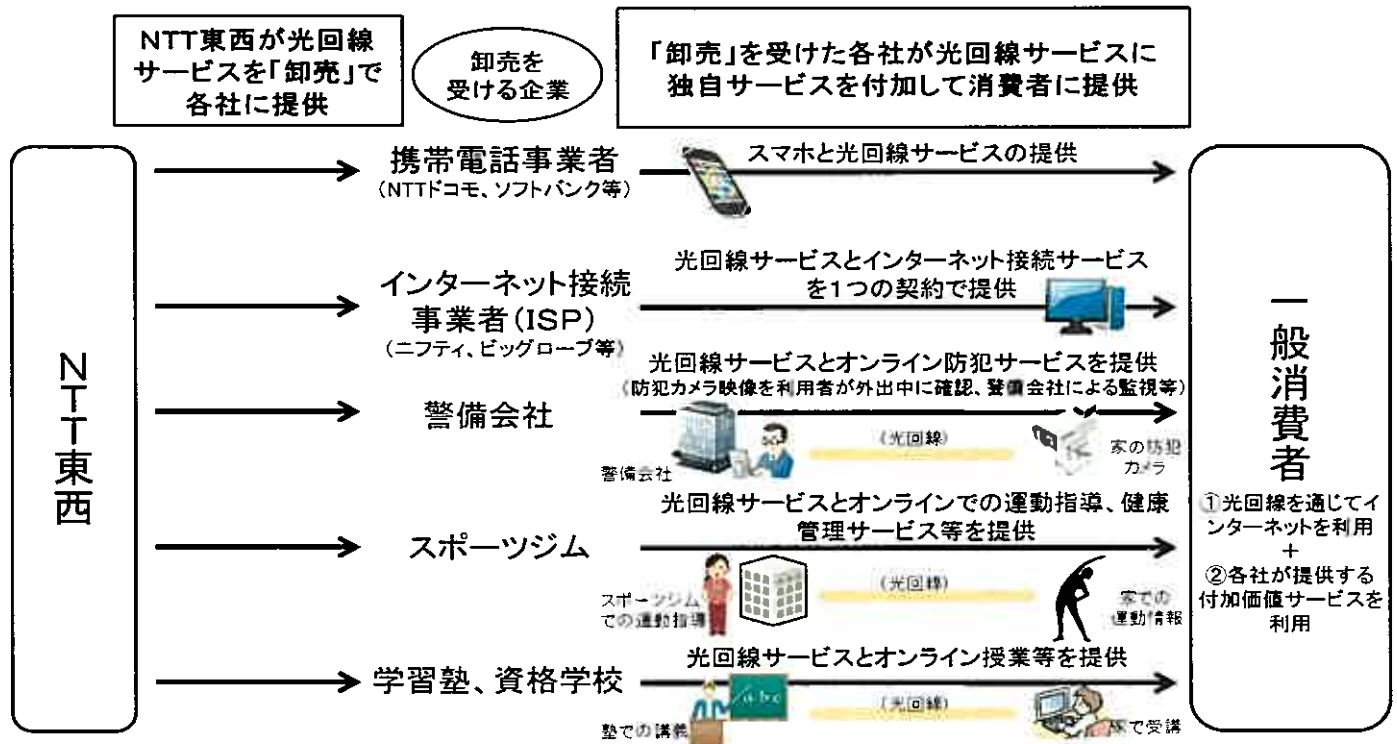 NTT東西が光回線
サービスを「卸売」で
各社に提供
卸売を
受ける企業
「卸売」を受けた各社が光回線サービスに
独自サービスを付加して消費者に提供
NTT東西
携帯電話事業者
(NTTドコモ、ソフトバンク等)
スマホと光回線サービスの提供
インターネット接続
事業者(ISP)
(ニフティ、ビッグローブ等)
光回線サービスとインターネット接続サービス
を1つの契約で提供
警備会社
光回線サービスとオンライン防犯サービスを提供
(防犯カメラ映像を利用者が外出中に確認、警備会社による監視等)
警備会社
(光回線)
家の防犯
カメラ
スポーツジム
光回線サービスとオンラインでの運動指導、健康
管理サービス等を提供
スポーツジム
での運動指導
(光回線)
家での
運動情報
学習塾、資格学校
光回線サービスとオンライン授業等を提供
abc
塾での講義
(光回線)
家で受講
一般消費者
①光回線を通じてイ
ンターネットを利用
+
②各社が提供する
付加価値サービスを
利用